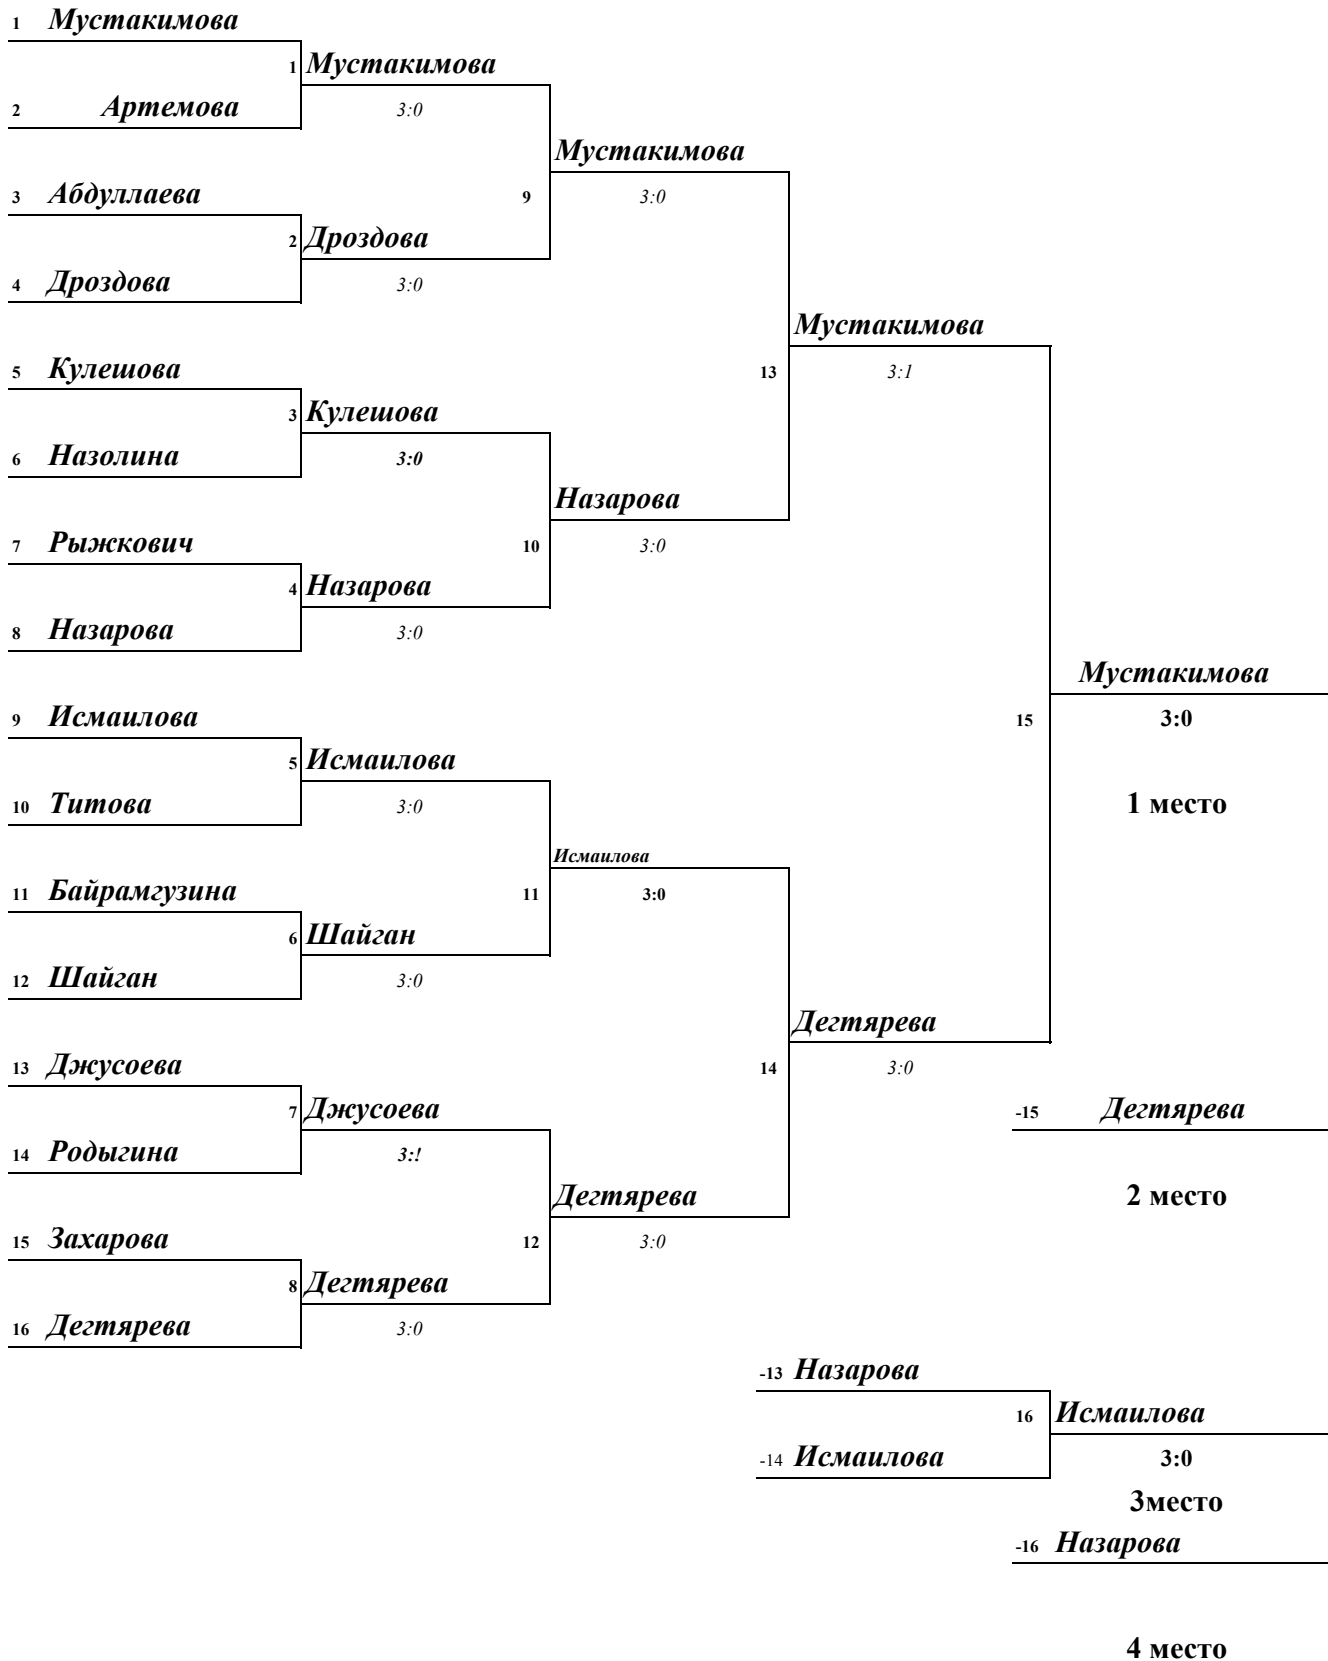 1 Мустакимова
1 Мустакимова
2 Артемова 3:0
Мустакимова
3 Абдуллаева 9 3:0
2 Дроздова
4 Дроздова 3:0
Мустакимова
5 Кулешова 13 3:1
3 Кулешова
6 Назолина 3:0
Назарова
7 Рыжкович 10 3:0
4 Назарова
8 Назарова 3:0
Мустакимова
9 Исмаилова 15 3:0
5 Исмаилова
10 Титова 3:0 1 место
Исмаилова
11 Байрамгузина 11 3:0
6 Шайган
12 Шайган 3:0
Дегтярева
13 Джусоева 14 3:0
7 Джусоева -15 Дегтярева
14 Родыгина 3:!
Дегтярева 2 место
15 Захарова 12 3:0
8 Дегтярева
16 Дегтярева 3:0
-13 Назарова
16 Исмаилова
-14 Исмаилова 3:0
3место
-16 Назарова
4 место